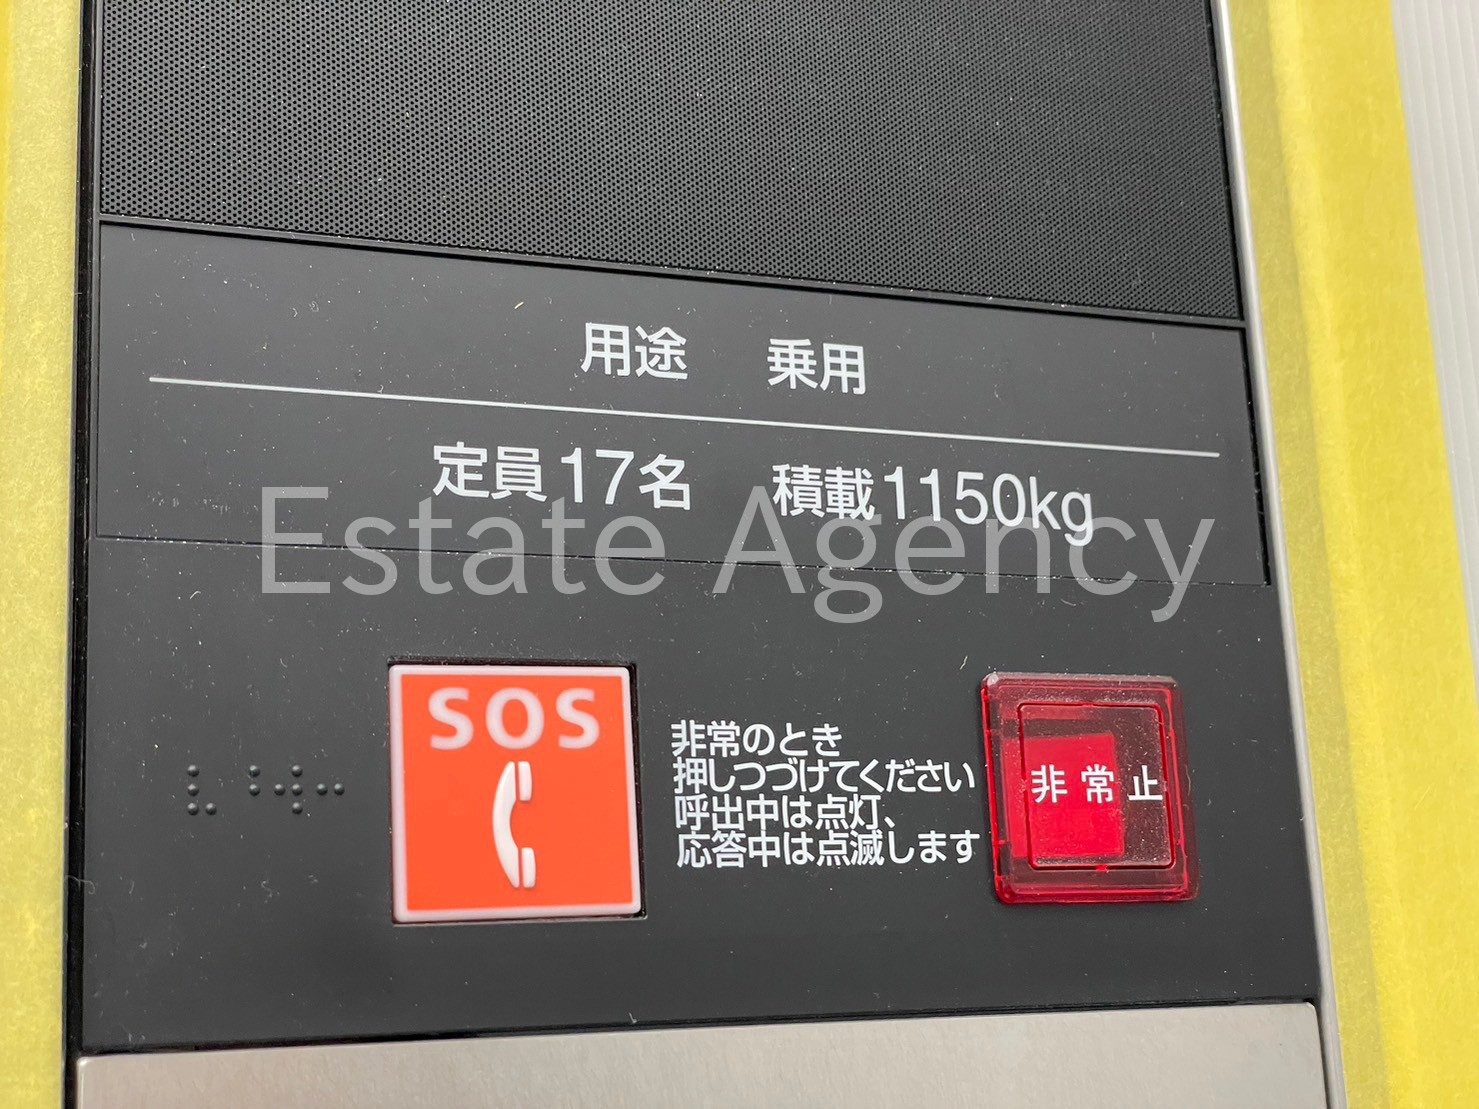 用途 乗用
定員17名 積載1150kg
Estate Agency
SOS
非常のとき
押しつづけてください
呼出中は点灯、
応答中は点滅します
非常止